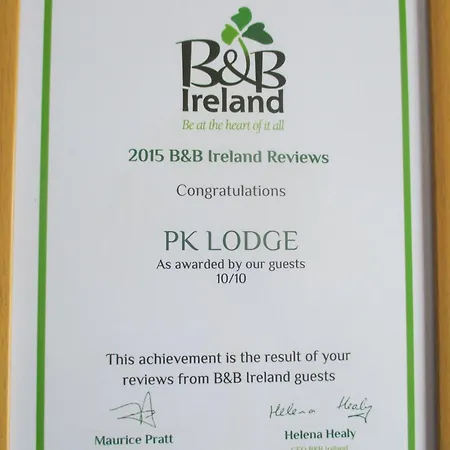 B&B
Ireland
Be at the heart of it all
2015 B&B Ireland Reviews
Congratulations
PK LODGE
As awarded by our guests
10/10
This achievement is the result of your
reviews from B&B Ireland guests
Helena Healy
Maurice Pratt Helena Healy
CEO B&B Ireland